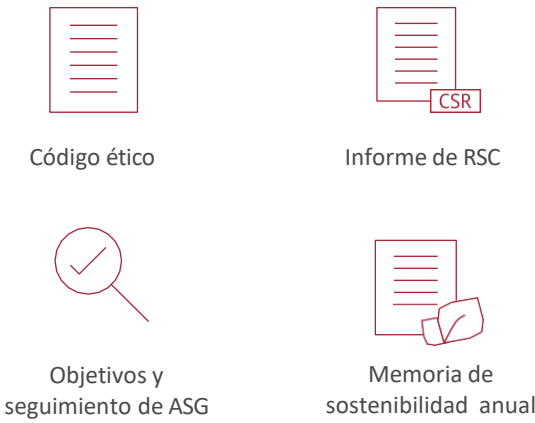 CSR
Código ético
Informe de RSC
Objetivos y
seguimiento de ASG
Memoria de
sostenibilidad anual